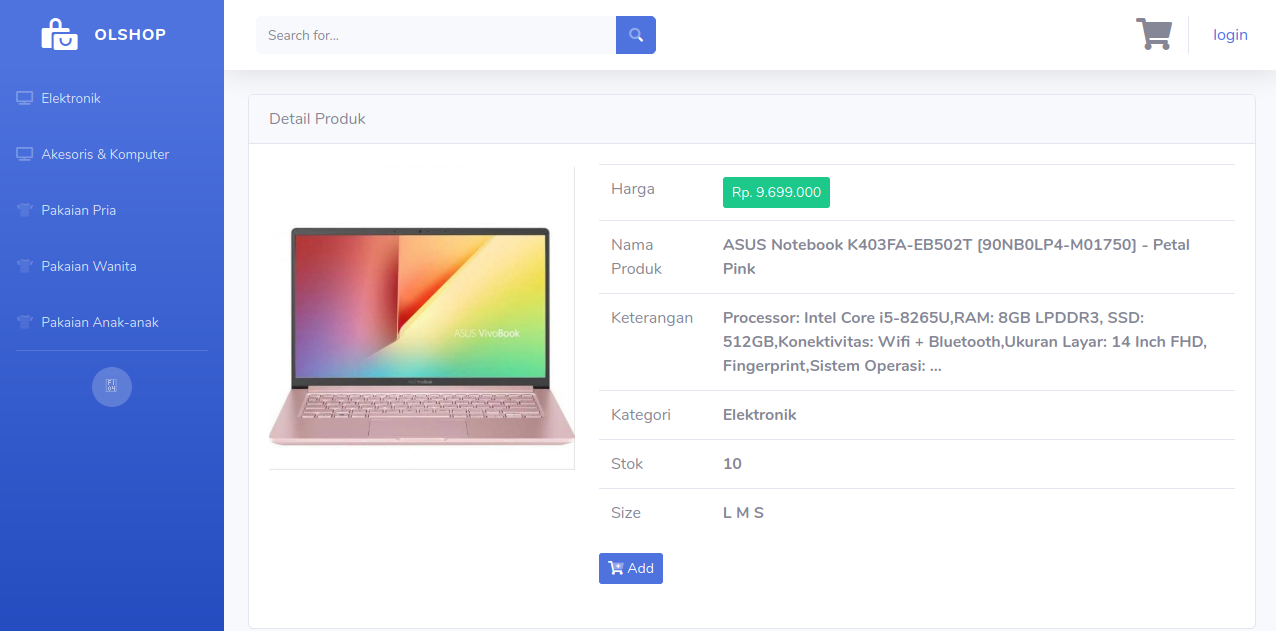 OLSHOP
Search for...
login
Elektronik
Akesoris & Komputer
Pakaian Pria
Pakaian Wanita
Pakaian Anak-anak
Detail Produk
ASUS VivoBook
Harga
Rp. 9.699.000
Nama Produk
ASUS Notebook K403FA-EB502T [90NB0LP4-M01750] - Petal
Pink
Keterangan
Processor: Intel Core i5-8265U,RAM: 8GB LPDDR3, SSD:
512GB,Konektivitas: Wifi + Bluetooth,Ukuran Layar: 14 Inch FHD,
Fingerprint,Sistem Operasi: ...
Kategori
Elektronik
Stok
10
Size
L M S
Add